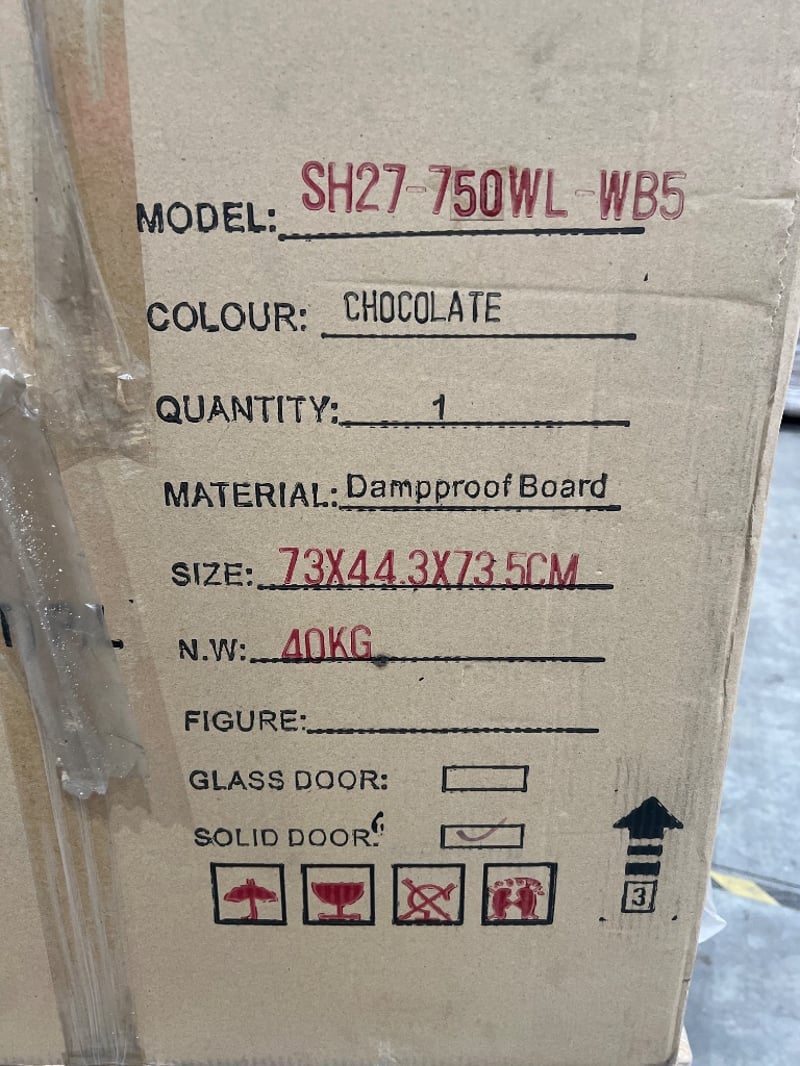 MODEL: SH27-750WL-WB5
COLOUR: CHOCOLATE
QUANTITY: 1
MATERIAL: Dampproof Board
SIZE: 73X44.3X73.5CM
N.W: 40KG
FIGURE:
GLASS DOOR:
SOLID DOOR:
3